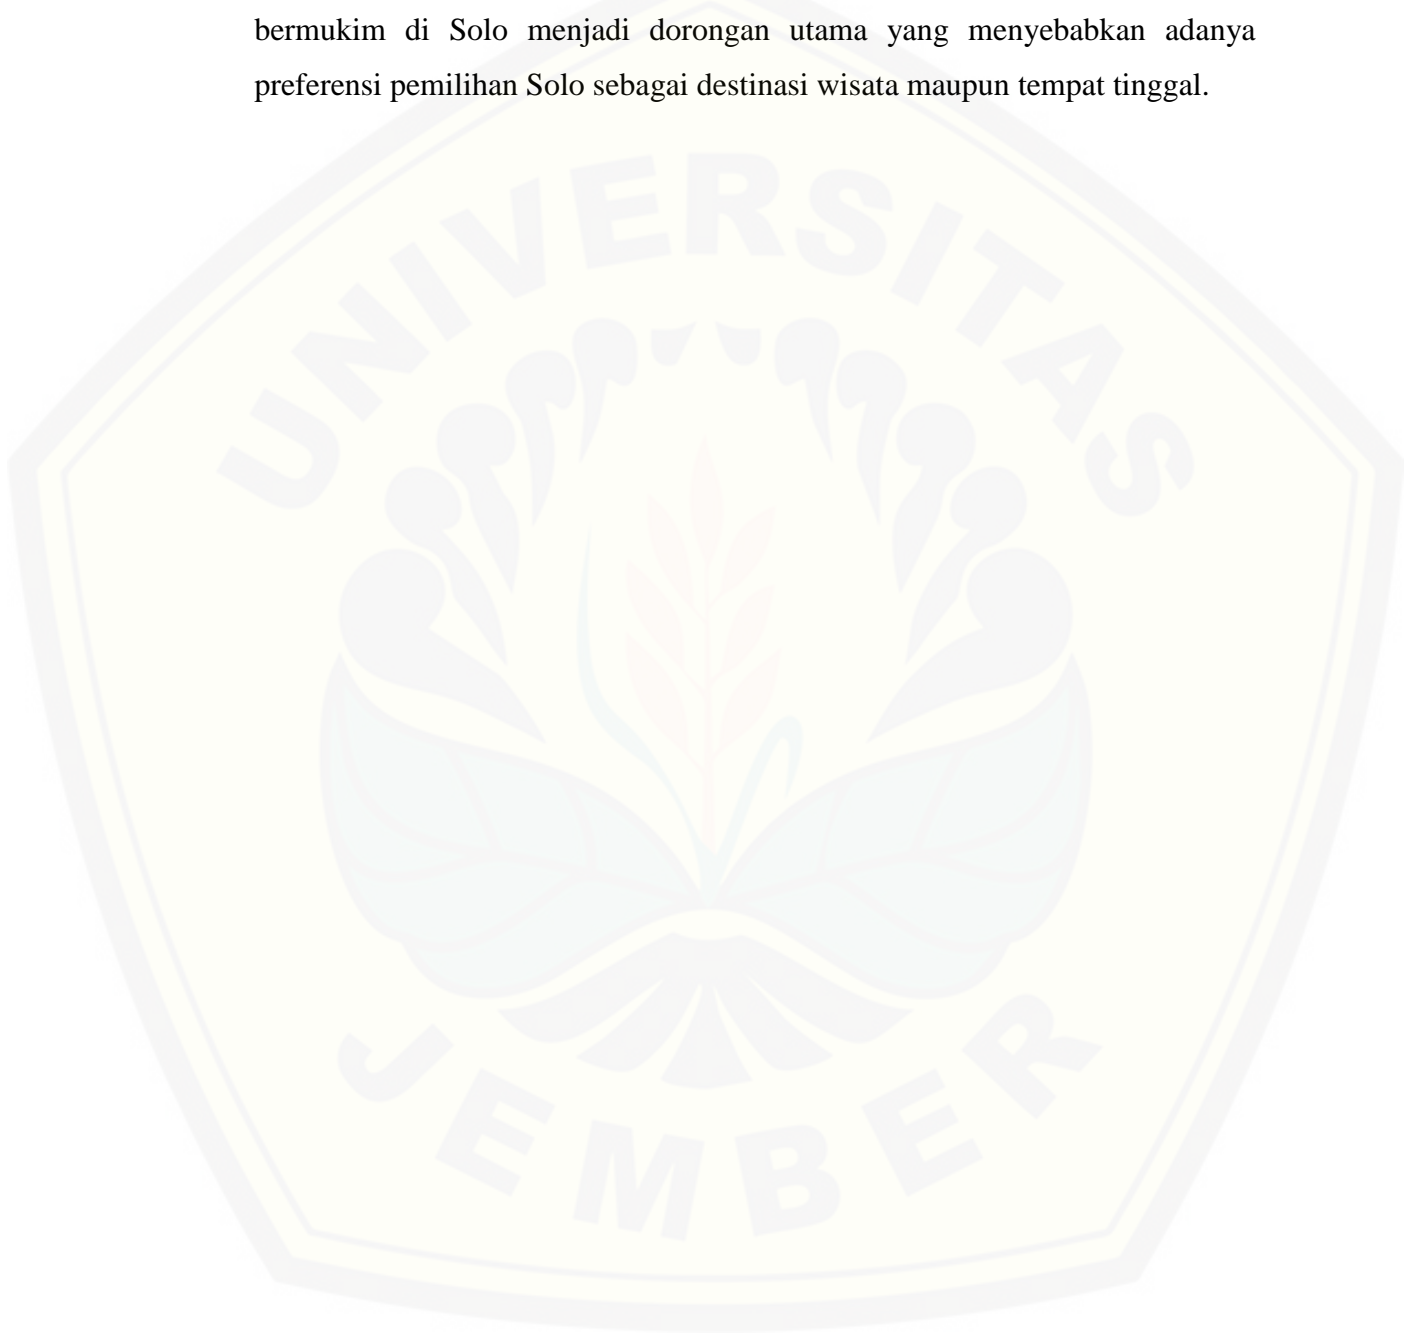 bermukim di Solo menjadi dorongan utama yang menyebabkan adanya
preferensi pemilihan Solo sebagai destinasi wisata maupun tempat tinggal.
UNIVERSITAS
JEMBER